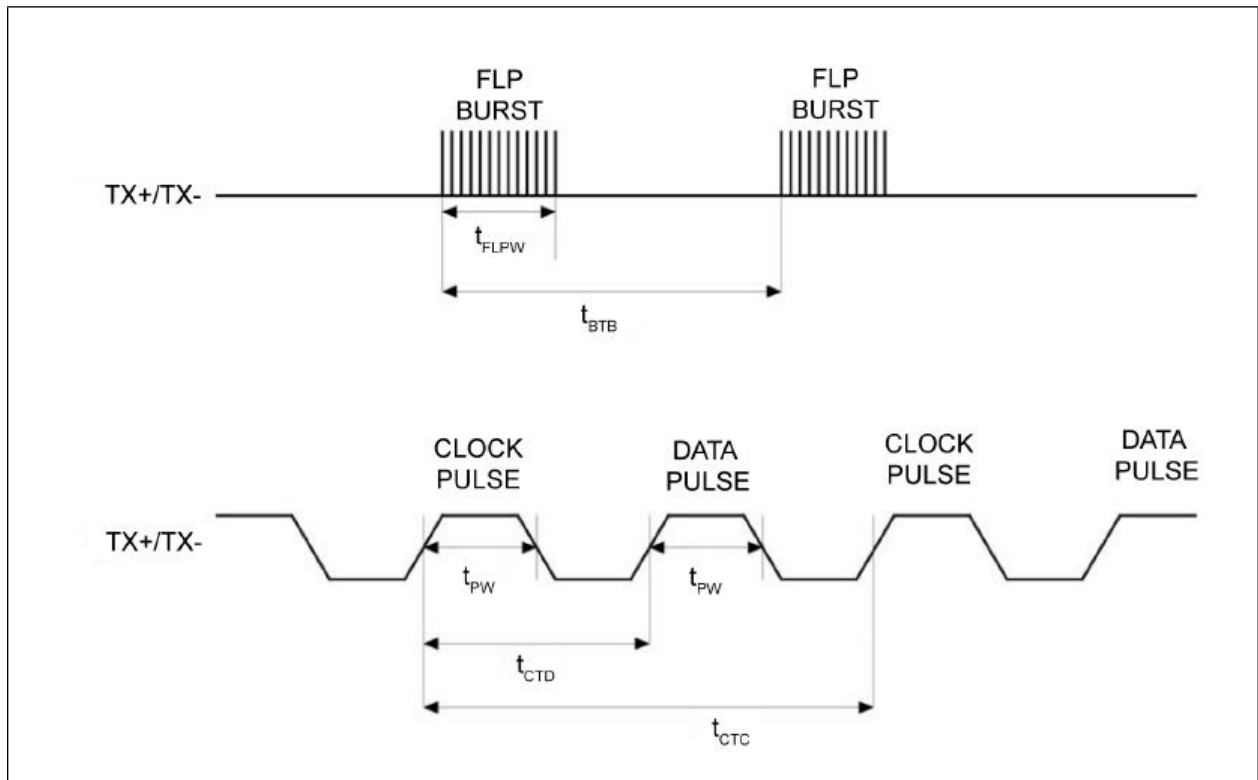 FLP
BURST
FLP
BURST
TX+/TX-
tFLPW
tBTB
CLOCK
PULSE
DATA
PULSE
CLOCK
PULSE
DATA
PULSE
TX+/TX-
tPW
tPW
tCTD
tCTC